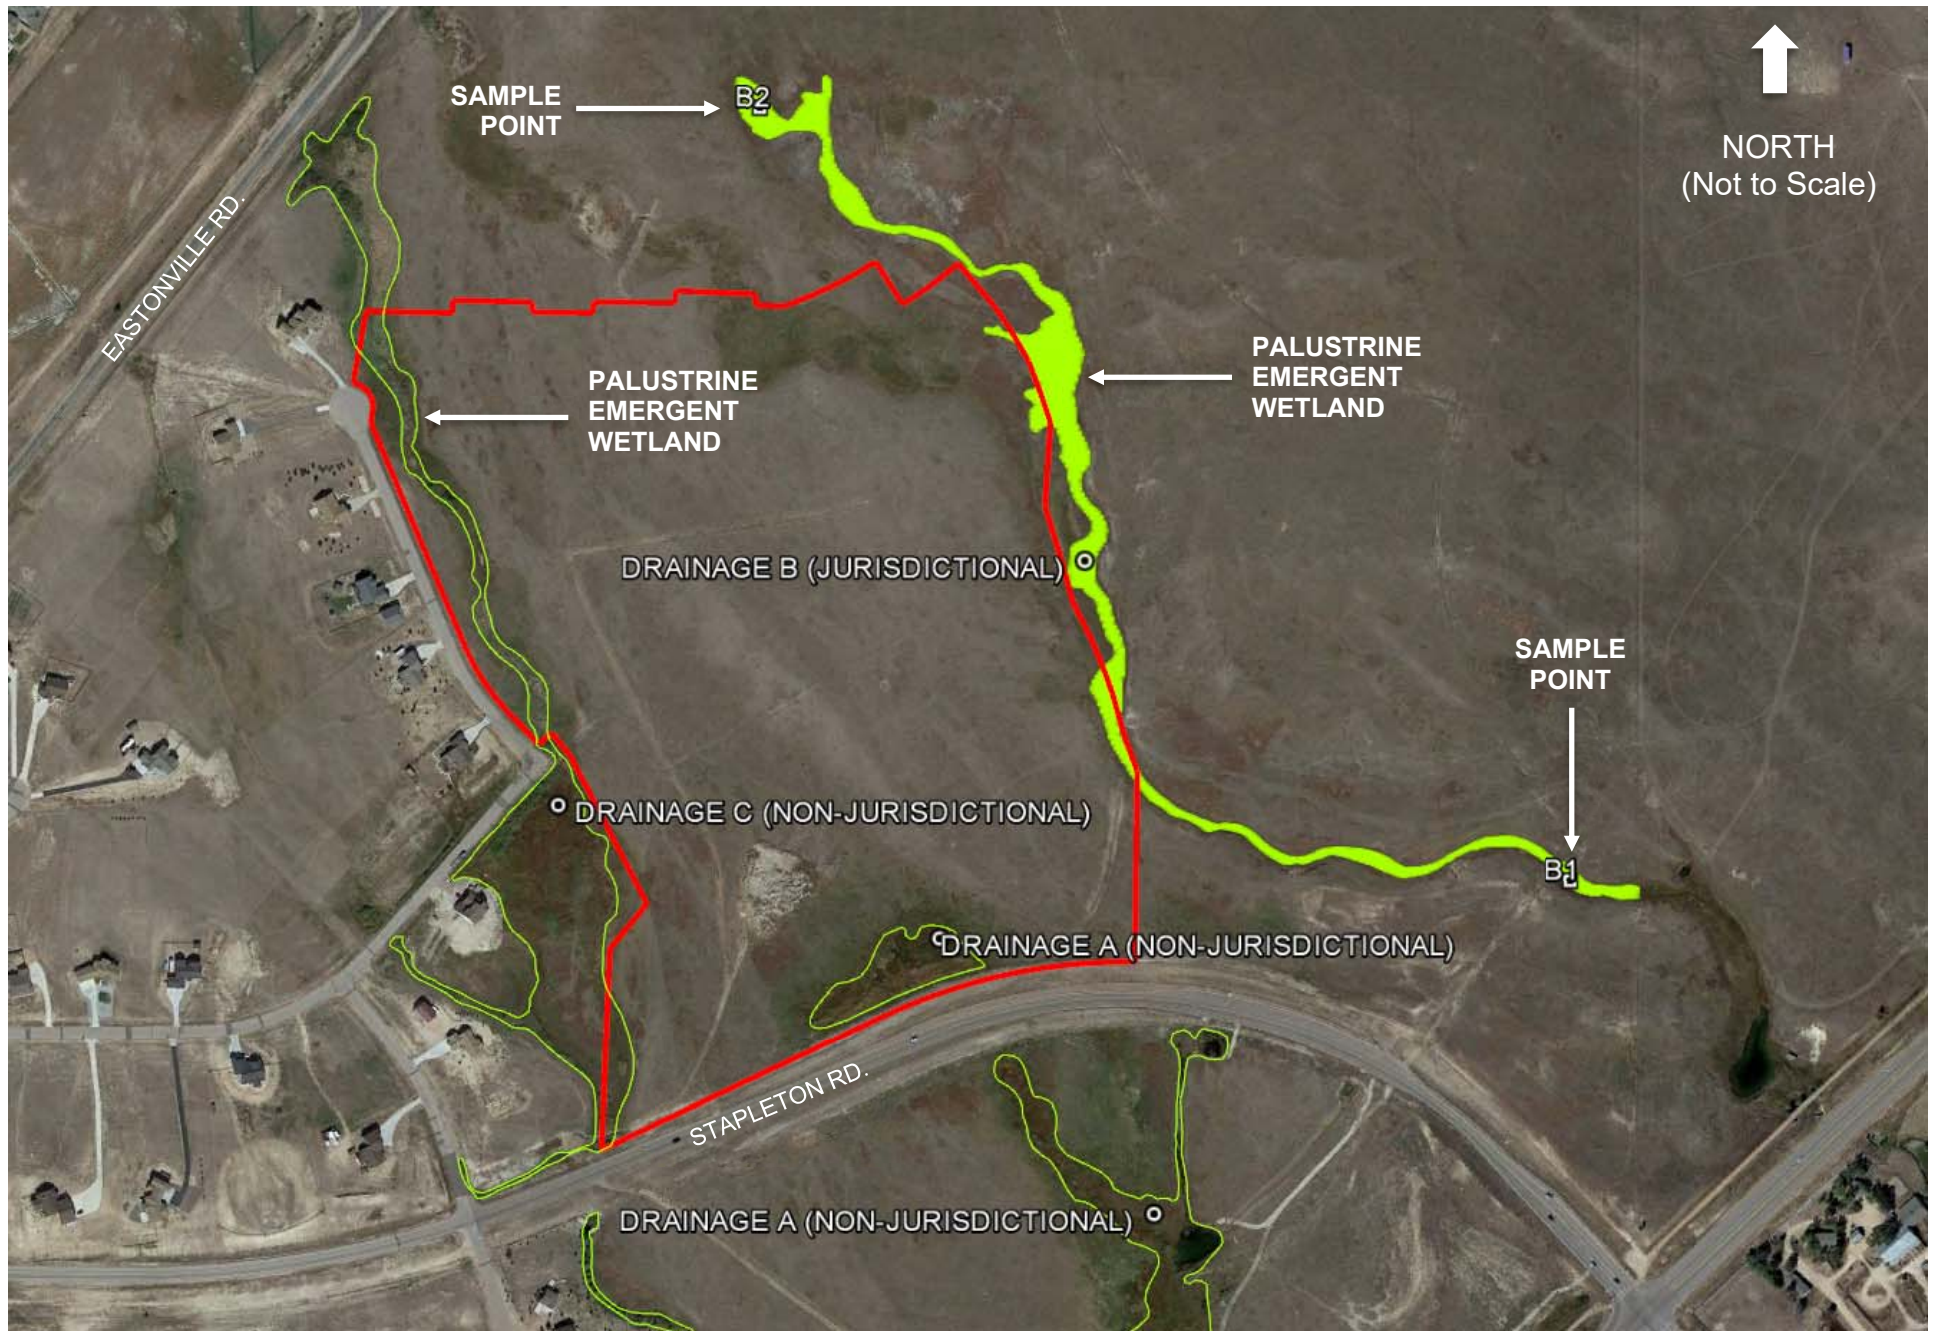 SAMPLE
POINT
B2
NORTH
(Not to Scale)
EASTONVILLE RD.
PALUSTRINE
EMERGENT
WETLAND
PALUSTRINE
EMERGENT
WETLAND
DRAINAGE B (JURISDICTIONAL)
SAMPLE
POINT
DRAINAGE C (NON-JURISDICTIONAL)
B1
DRAINAGE A (NON-JURISDICTIONAL)
STAPLETON RD.
DRAINAGE A (NON-JURISDICTIONAL)